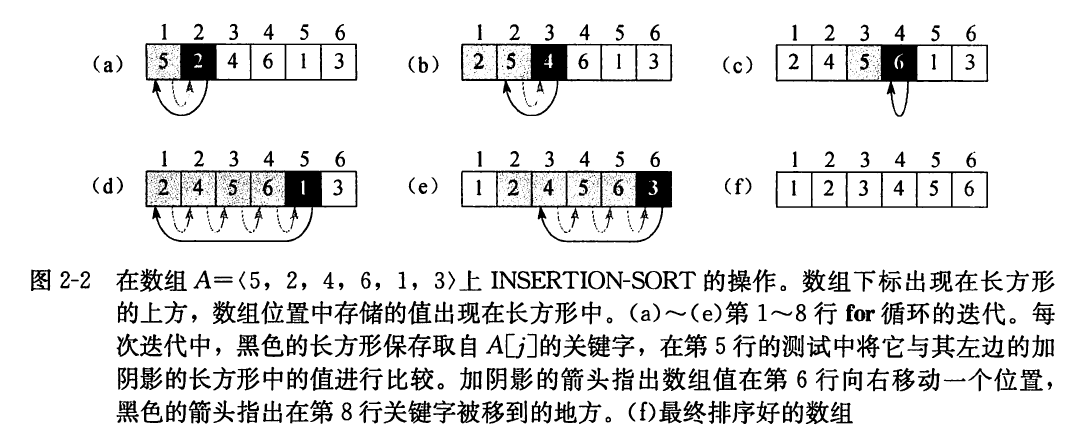 1 2 3 4 5 6
(a) 5 2 4 6 1 3
1 2 3 4 5 6
(b) 2 5 4 6 1 3
1 2 3 4 5 6
(c) 2 4 5 6 1 3
1 2 3 4 5 6
(d) 2 4 5 6 1 3
1 2 3 4 5 6
(e) 1 2 4 5 6 3
1 2 3 4 5 6
(f) 1 2 3 4 5 6
图 2-2 在数组 A=〈5，2，4，6，1，3〉上 INSERTION-SORT 的操作。数组下标出现在长方形
的上方，数组位置中存储的值出现在长方形中。(a)～(e)第 1～8 行 for 循环的迭代。每
次迭代中，黑色的长方形保存取自 A[j]的关键字，在第 5 行的测试中将它与其左边的加
阴影的长方形中的值进行比较。加阴影的箭头指出数组值在第 6 行向右移动一个位置，
黑色的箭头指出在第 8 行关键字被移到的地方。(f)最终排序好的数组